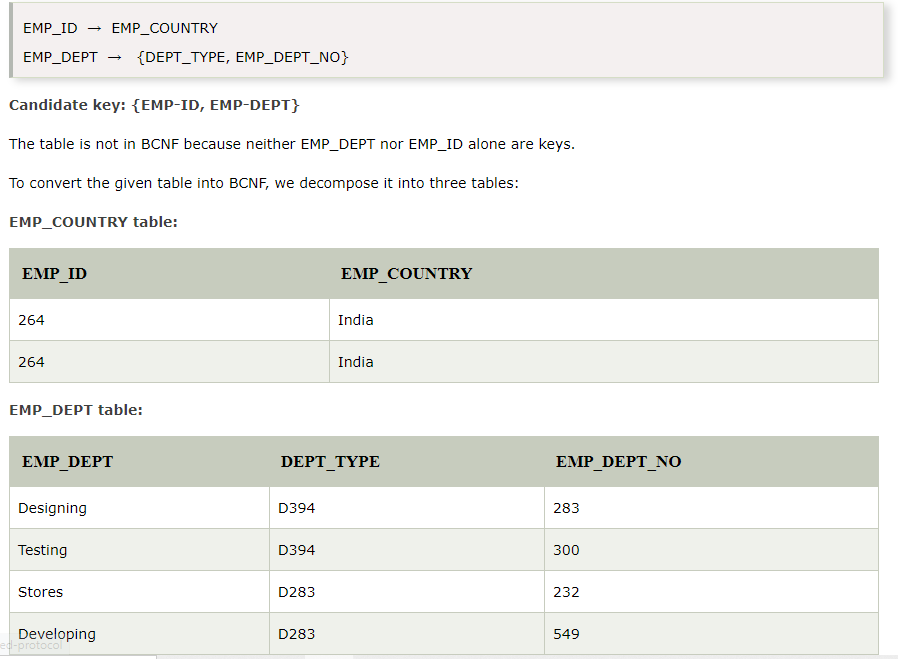 EMP_ID → EMP_COUNTRY
EMP_DEPT → {DEPT_TYPE, EMP_DEPT_NO}
Candidate key: {EMP-ID, EMP-DEPT}
The table is not in BCNF because neither EMP_DEPT nor EMP_ID alone are keys.
To convert the given table into BCNF, we decompose it into three tables:
EMP_COUNTRY table:
EMP_ID EMP_COUNTRY
264 India
264 India
EMP_DEPT table:
EMP_DEPT DEPT_TYPE EMP_DEPT_NO
Designing D394 283
Testing D394 300
Stores D283 232
Developing D283 549
ed-protocol